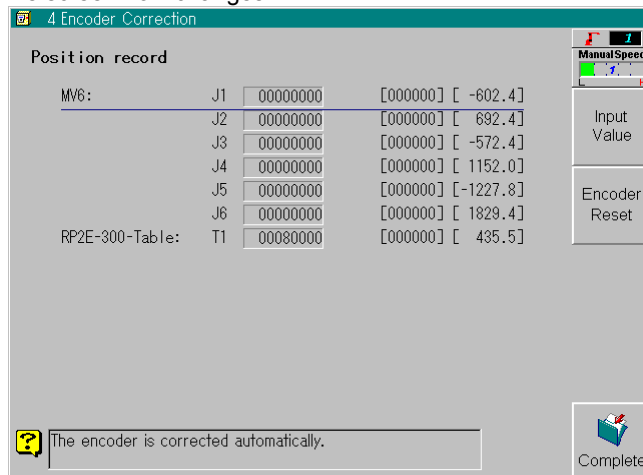 4 Encoder Correction
1
Manual Speed
1
L H
Position record
MV6: J1 00000000 [000000] [ -602.4]
J2 00000000 [000000] [ 692.4]
J3 00000000 [000000] [ -572.4]
J4 00000000 [000000] [ 1152.0]
J5 00000000 [000000] [-1227.8]
J6 00000000 [000000] [ 1829.4]
RP2E-300-Table: T1 00080000 [000000] [ 435.5]
Input
Value
Encoder
Reset
The encoder is corrected automatically.
Complete